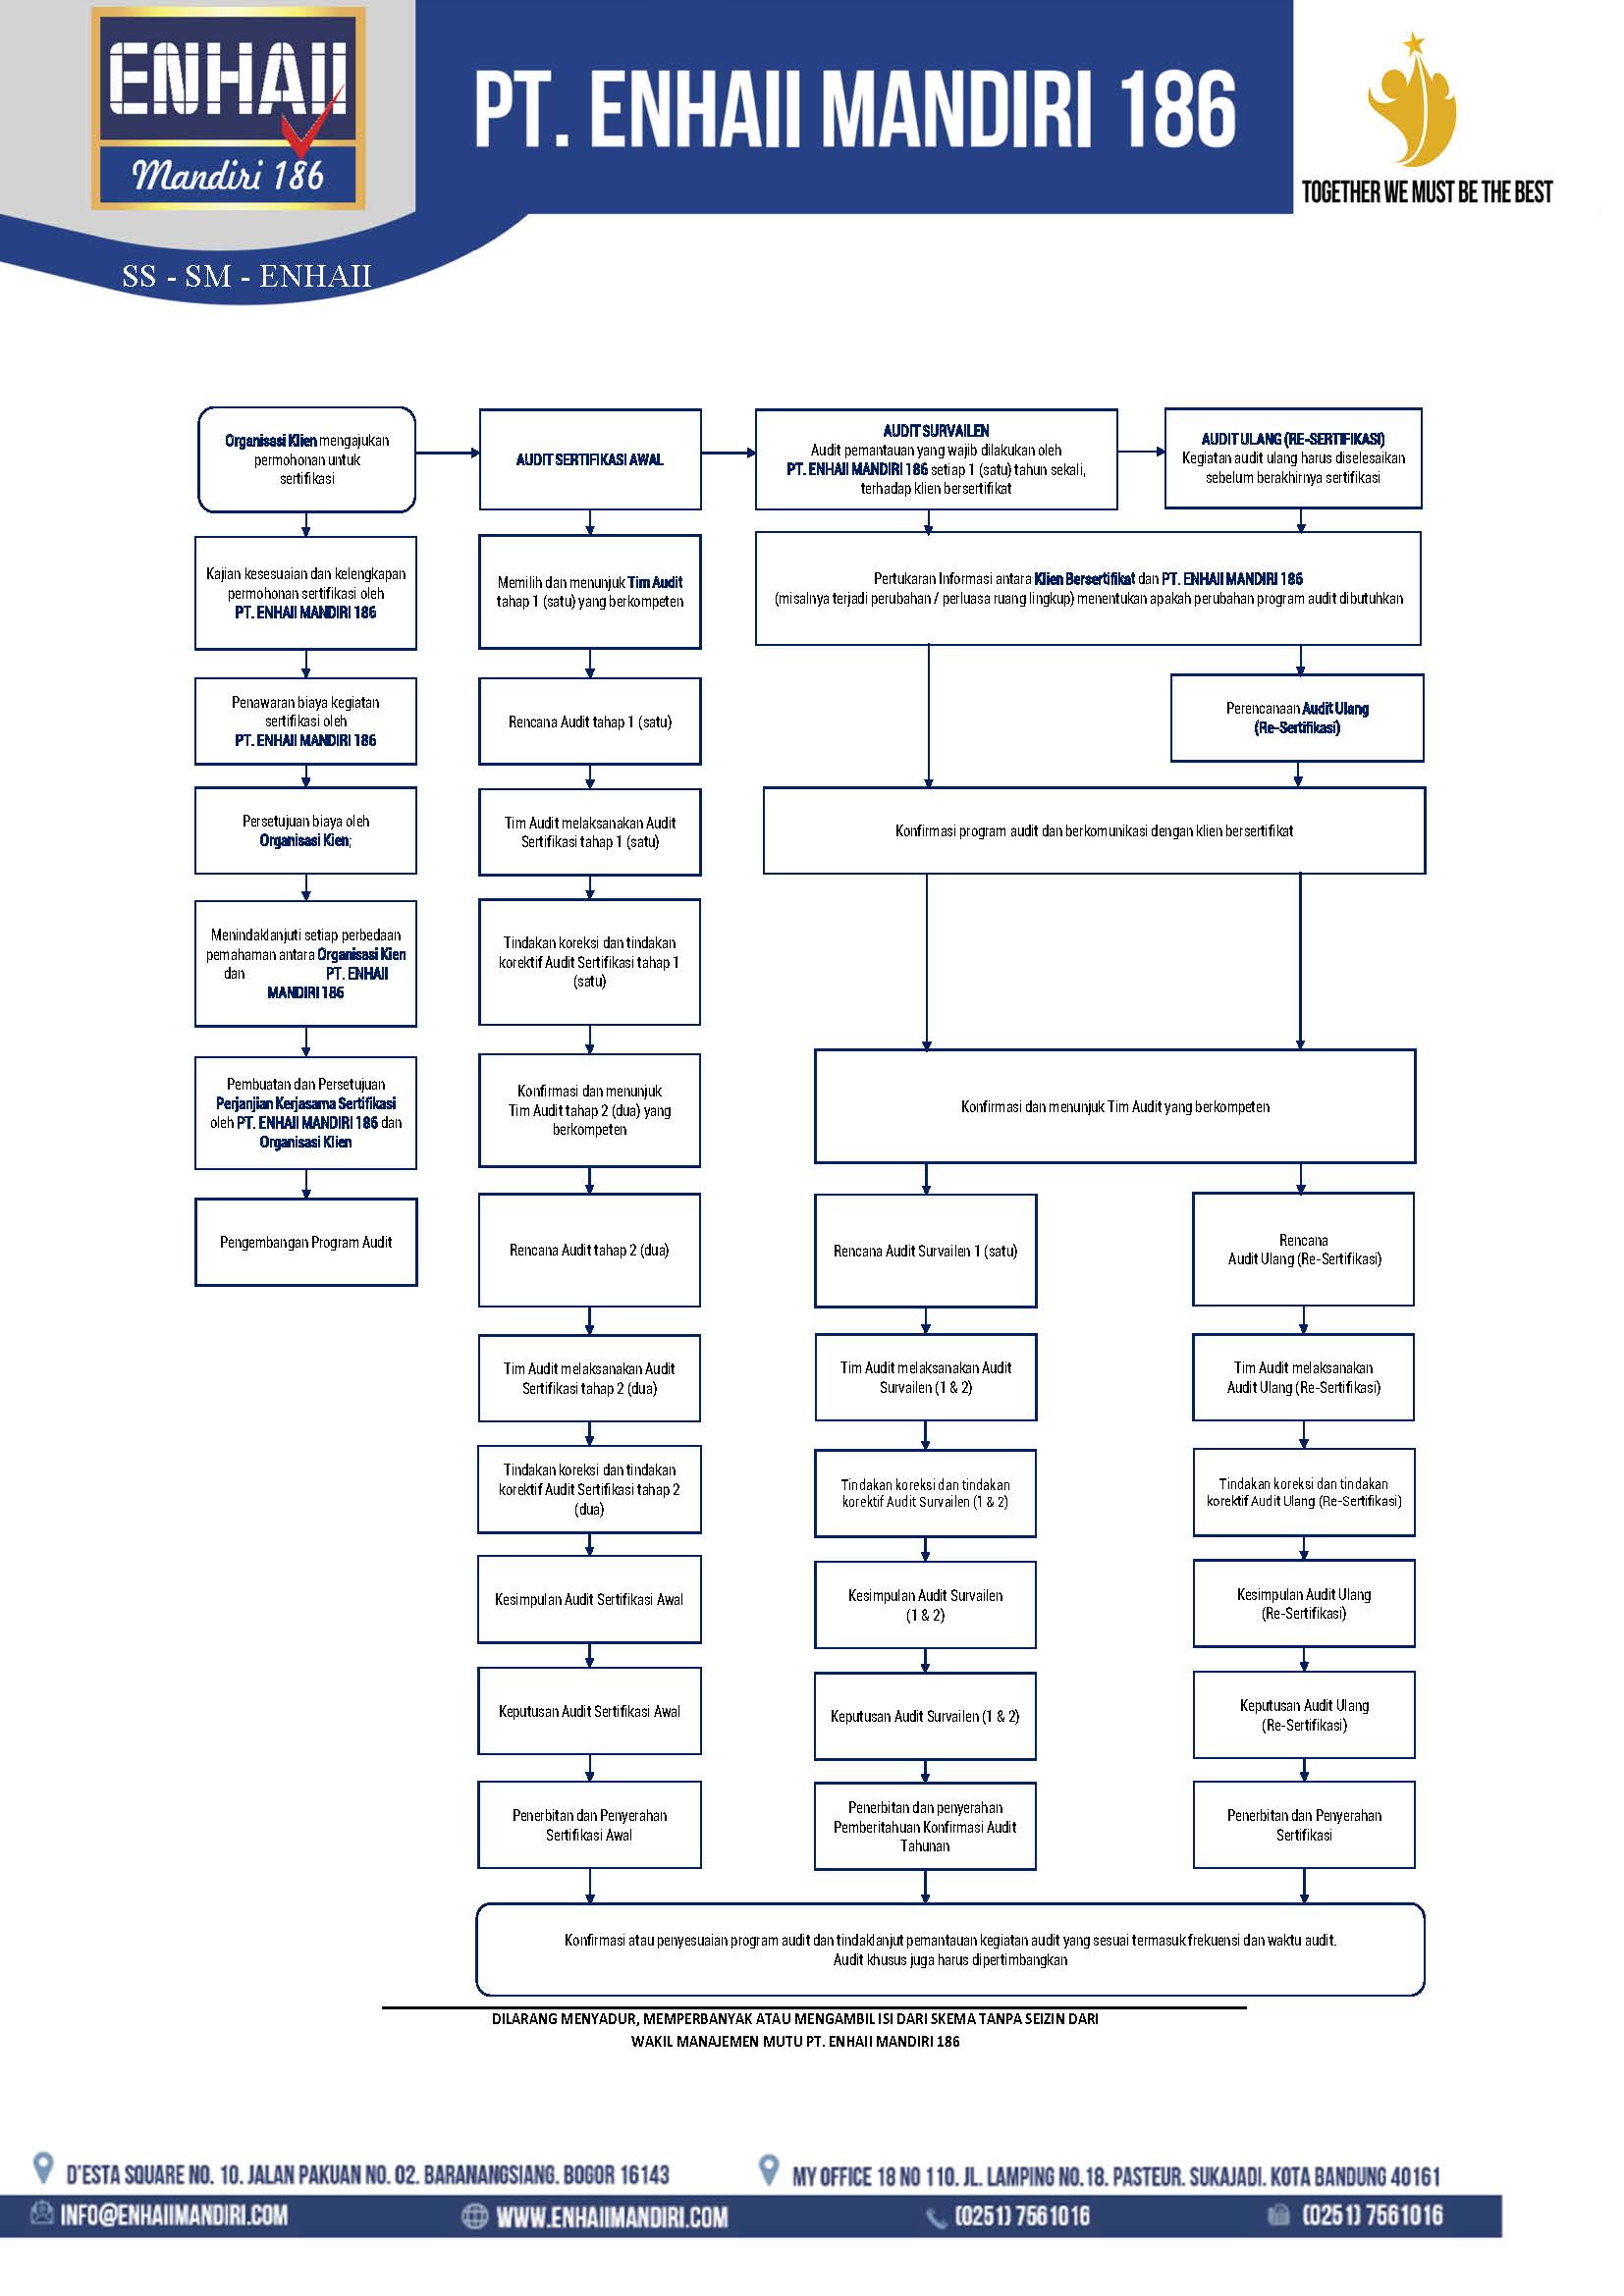 ENHAII
Mandiri 186
PT. ENHAII MANDIRI 186
TOGETHER WE MUST BE THE BEST
SS - SM - ENHAII
Organisasi Klien mengajukan
permohonan untuk
sertifikasi
Kajian kesesuaian dan kelengkapan
permohonan sertifikasi oleh
PT. ENHAII MANDIRI 186
Penawaran biaya kegiatan
sertifikasi oleh
PT. ENHAII MANDIRI 186
Persetujuan biaya oleh
Organisasi Kien;
Menindaklanjuti setiap perbedaan
pemahaman antara Organisasi Kien
dan PT. ENHAII
MANDIRI 186
Pembuatan dan Persetujuan
Perjanjian Kerjasama Sertifikasi
oleh PT. ENHAII MANDIRI 186 dan
Organisasi Klien
Pengembangan Program Audit
AUDIT SERTIFIKASI AWAL
Memilih dan menunjuk Tim Audit
tahap 1 (satu) yang berkompeten
Rencana Audit tahap 1 (satu)
Tim Audit melaksanakan Audit
Sertifikasi tahap 1 (satu)
Tindakan koreksi dan tindakan
korektif Audit Sertifikasi tahap 1
(satu)
Konfirmasi dan menunjuk
Tim Audit tahap 2 (dua) yang
berkompeten
Rencana Audit tahap 2 (dua)
Tim Audit melaksanakan Audit
Sertifikasi tahap 2 (dua)
Tindakan koreksi dan tindakan
korektif Audit Sertifikasi tahap 2
(dua)
Kesimpulan Audit Sertifikasi Awal
Keputusan Audit Sertifikasi Awal
Penerbitan dan Penyerahan
Sertifikasi Awal
AUDIT SURVAILEN
Audit pemantauan yang wajib dilakukan oleh
PT. ENHAII MANDIRI 186 setiap 1 (satu) tahun sekali,
terhadap klien bersertifikat
AUDIT ULANG (RE-SERTIFIKASI)
Kegiatan audit ulang harus diselesaikan
sebelum berakhirnya sertifikasi
Pertukaran Informasi antara Klien Bersertifikat dan PT. ENHAII MANDIRI 186
(misalnya terjadi perubahan / perluasa ruang lingkup) menentukan apakah perubahan program audit dibutuhkan
Perencanaan Audit Ulang
(Re-Sertifikasi)
Konfirmasi program audit dan berkomunikasi dengan klien bersertifikat
Konfirmasi dan menunjuk Tim Audit yang berkompeten
Rencana Audit Survailen 1 (satu)
Tim Audit melaksanakan Audit
Survailen (1 & 2)
Tindakan koreksi dan tindakan
korektif Audit Survailen (1 & 2)
Kesimpulan Audit Survailen
(1 & 2)
Keputusan Audit Survailen (1 & 2)
Penerbitan dan penyerahan
Pemberitahuan Konfirmasi Audit
Tahunan
Rencana
Audit Ulang (Re-Sertifikasi)
Tim Audit melaksanakan
Audit Ulang (Re-Sertifikasi)
Tindakan koreksi dan tindakan
korektif Audit Ulang (Re-Sertifikasi)
Kesimpulan Audit Ulang
(Re-Sertifikasi)
Keputusan Audit Ulang
(Re-Sertifikasi)
Penerbitan dan Penyerahan
Sertifikasi
Konfirmasi atau penyesuaian program audit dan tindaklanjut pemantauan kegiatan audit yang sesuai termasuk frekuensi dan waktu audit.
Audit khusus juga harus dipertimbangkan
DILARANG MENYADUR, MEMPERBANYAK ATAU MENGAMBIL ISI DARI SKEMA TANPA SEIZIN DARI
WAKIL MANAJEMEN MUTU PT. ENHAII MANDIRI 186
D'ESTA SQUARE NO. 10. JALAN PAKUAN NO. 02. BARANANGSIANG. BOGOR 16143
MY OFFICE 18 NO 110. JL. LAMPING NO.18. PASTEUR. SUKAJADI. KOTA BANDUNG 40161
INFO@ENHAIIMANDIRI.COM
WWW.ENHAIIMANDIRI.COM
(0251) 7561016
(0251) 7561016